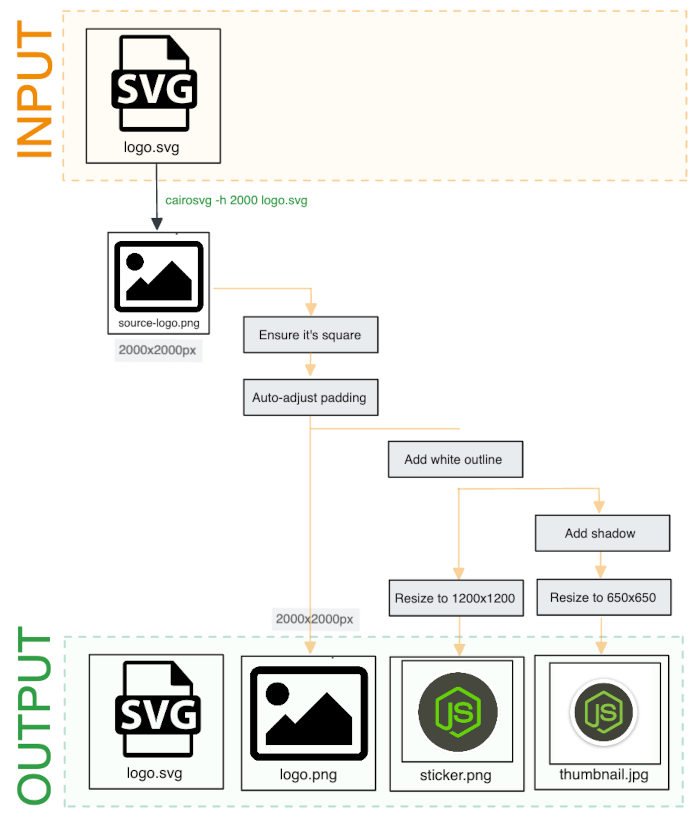 INPUT
SVG
logo.svg
cairosvg -h 2000 logo.svg
source-logo.png
2000x2000px
Ensure it's square
Auto-adjust padding
Add white outline
Add shadow
Resize to 1200x1200
Resize to 650x650
2000x2000px
OUTPUT
SVG
logo.svg
logo.png
JS
sticker.png
JS
thumbnail.jpg